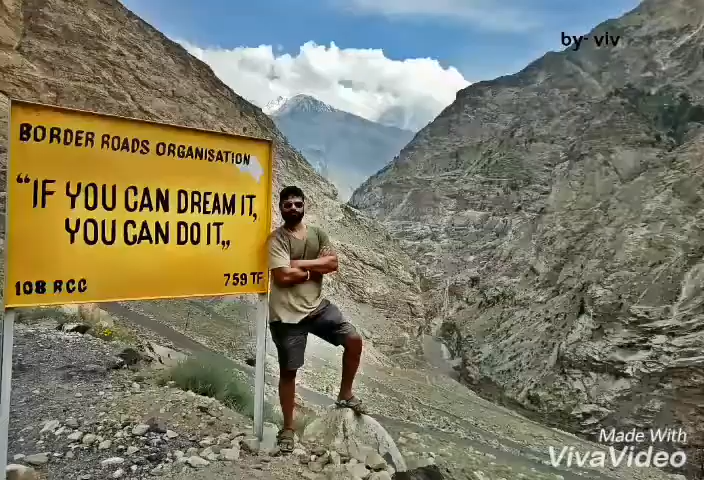 by- viv
BORDER ROADS ORGANISATION
“IF YOU CAN DREAM IT,
YOU CAN DO IT,,
108 RCC 759 TF
Made With
VivaVideo